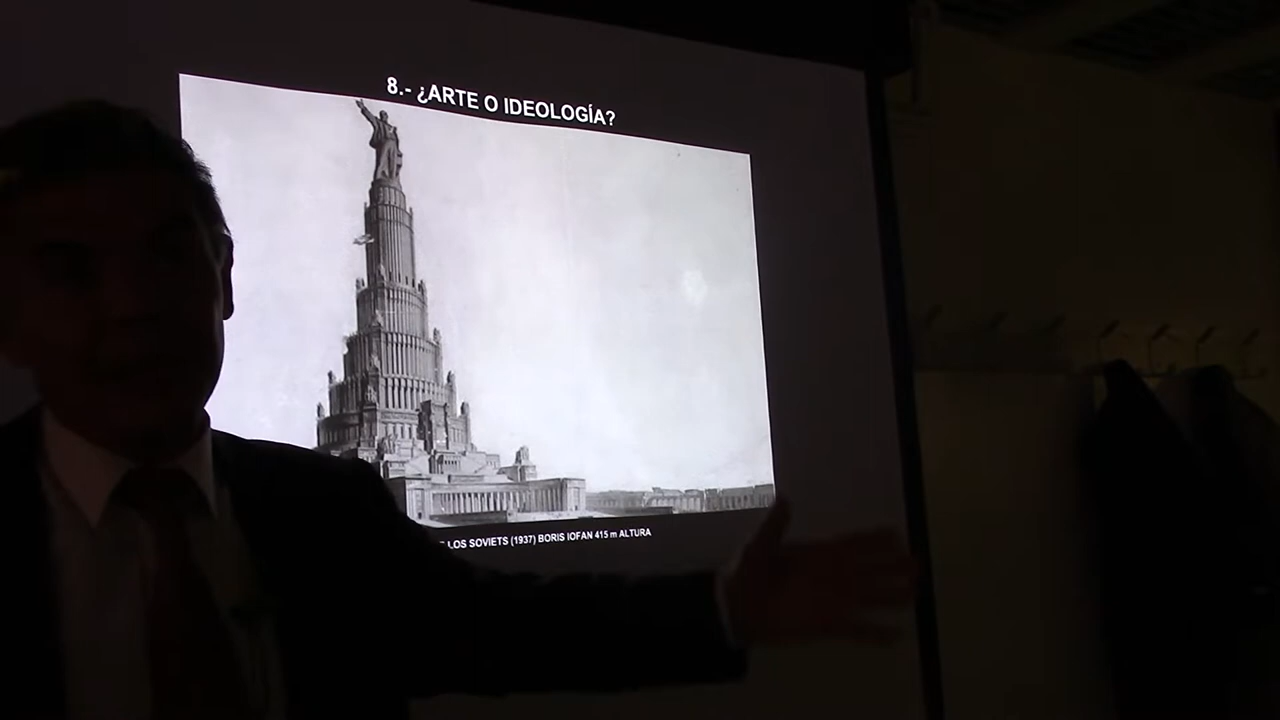 8.- ¿ARTE O IDEOLOGÍA?
LOS SOVIETS (1937) BORIS IOFAN 415 m ALTURA